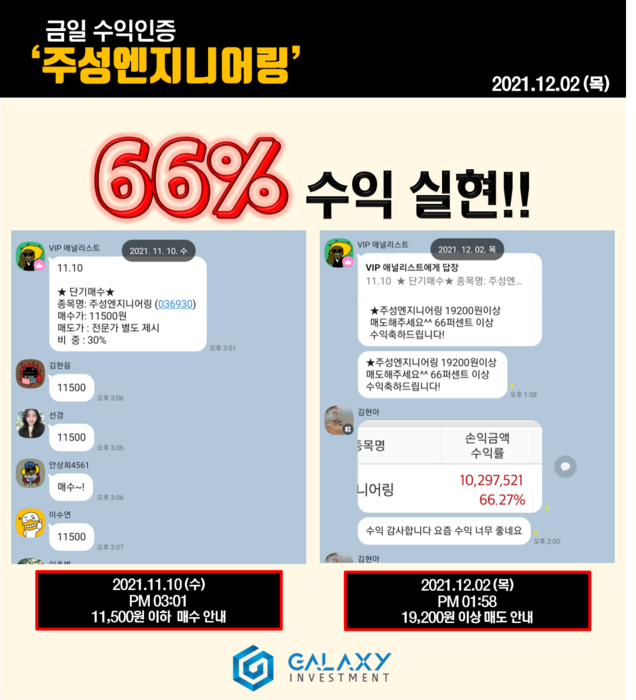 금일 수익인증
‘주성엔지니어링’
2021.12.02 (목)
66% 수익 실현!!
VIP 애널리스트
2021. 11. 10. 수
11.10
★ 단기매수★
종목명: 주성엔지니어링 (036930)
매수가: 11500원
매도가 : 전문가 별도 제시
비 중 : 30%
오후 3:01
김한음
11500
오후 3:06
선경
11500
오후 3:06
안상희4561
매수~!
오후 3:06
이수연
11500
오후 3:07
VIP 애널리스트
2021. 12. 02. 목
VIP 애널리스트에게 답장
11.10 ★ 단기매수★ 종목명: 주성엔...
★주성엔지니어링 19200원이상
매도해주세요^^ 66퍼센트 이상
수익축하드립니다!
★주성엔지니어링 19200원이상
매도해주세요^^ 66퍼센트 이상
수익축하드립니다!
오후 1:58
김현아
종목명
손익금액
수익률
니어링
10,297,521
66.27%
수익 감사합니다 요즘 수익 너무 좋네요
오후 2:00
김현아
2021.11.10 (수)
PM 03:01
11,500원 이하 매수 안내
2021.12.02 (목)
PM 01:58
19,200원 이상 매도 안내
GALAXY
INVESTMENT